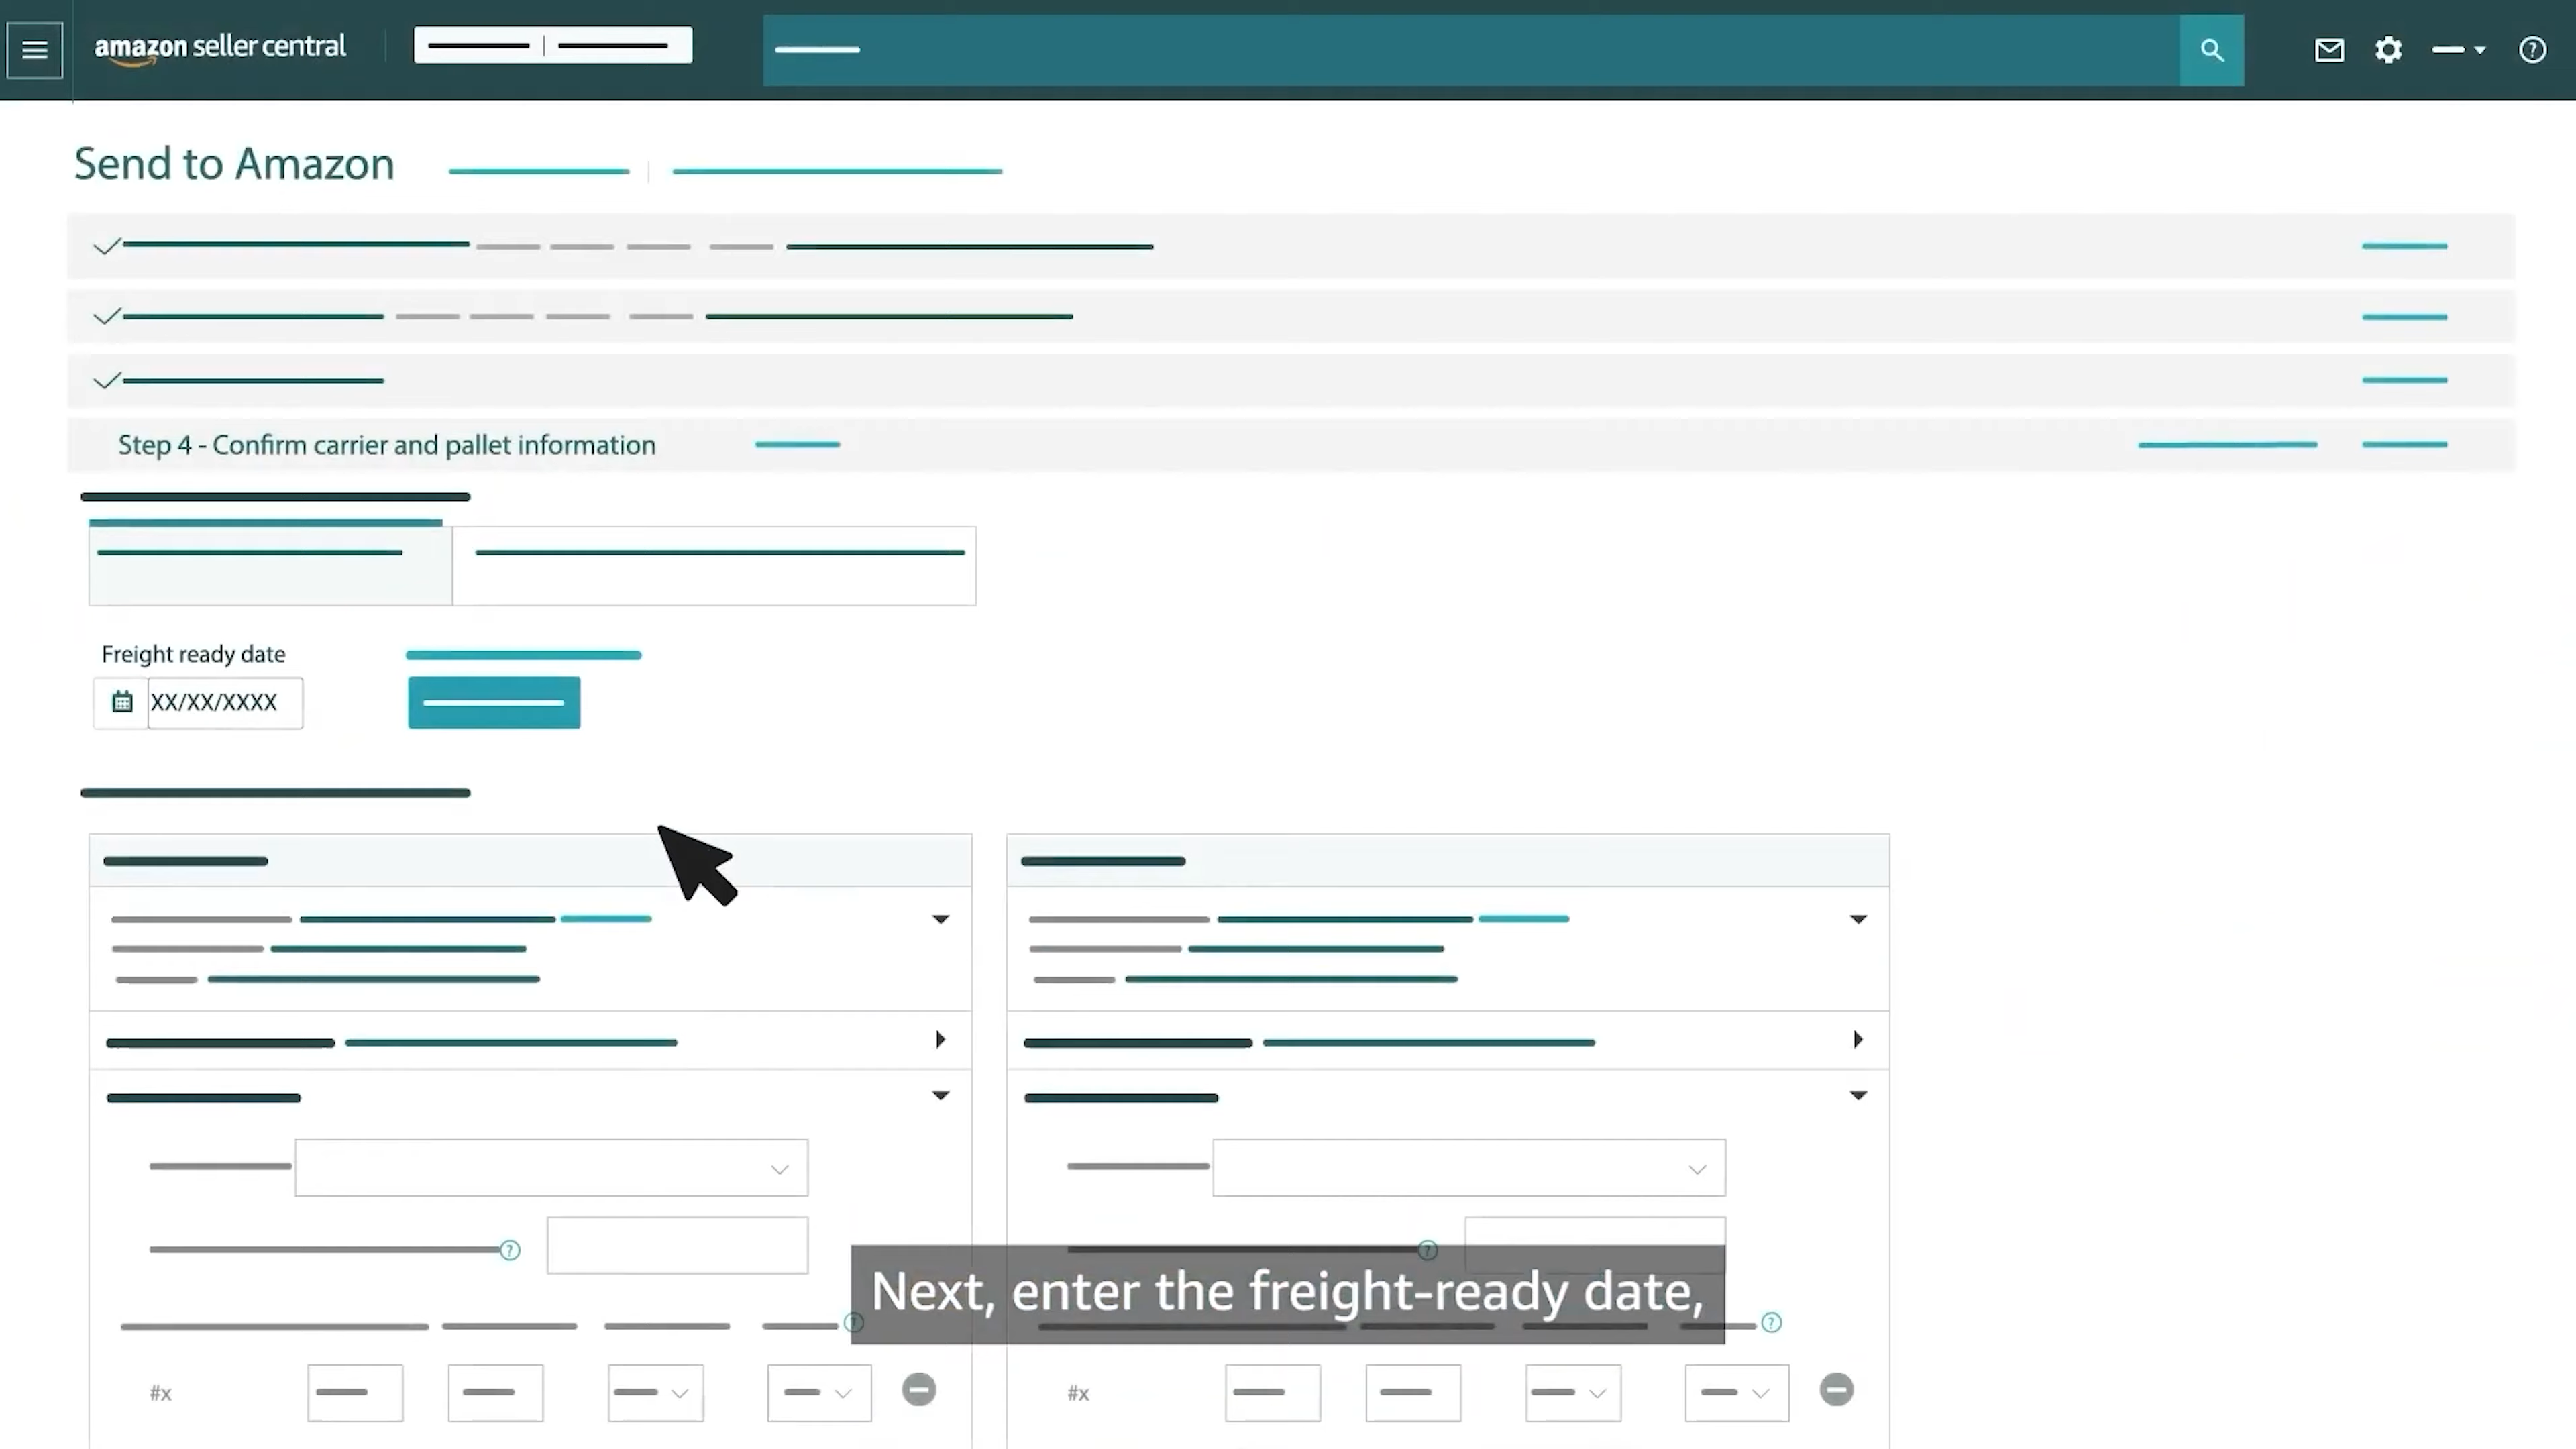 amazon seller central
Send to Amazon
Step 4 - Confirm carrier and pallet information
Freight ready date
XX/XX/XXXX
Next, enter the freight-ready date,
#x
#x